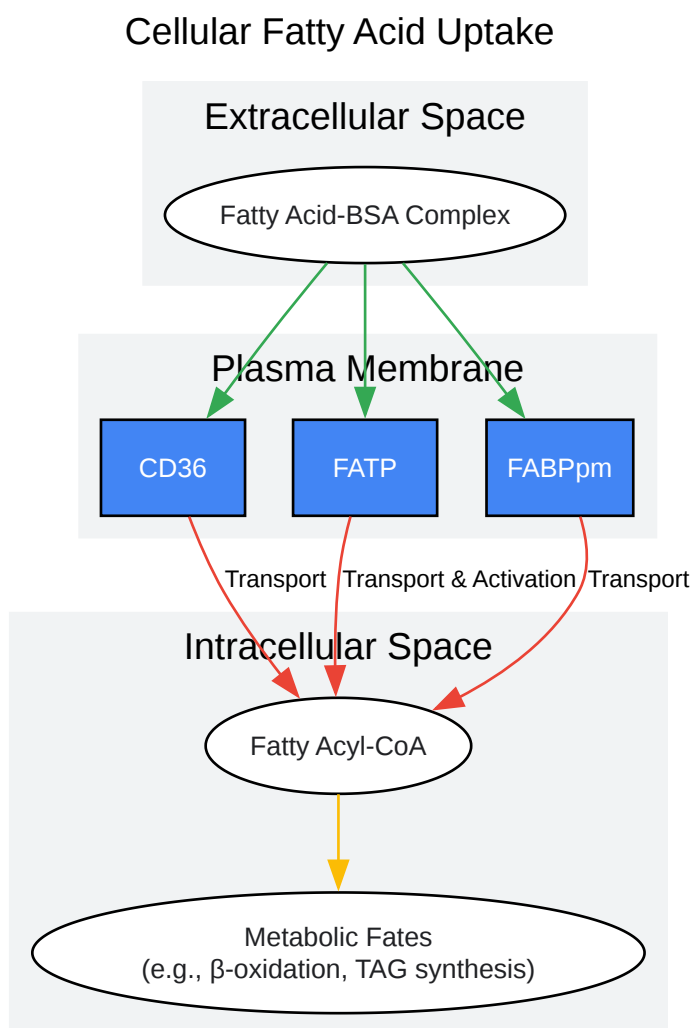 Cellular Fatty Acid Uptake
Extracellular Space
Fatty Acid-BSA Complex
Plasma Membrane
CD36
FATP
FABPpm
Transport
Transport & Activation
Transport
Intracellular Space
Fatty Acyl-CoA
Metabolic Fates
(e.g., β-oxidation, TAG synthesis)